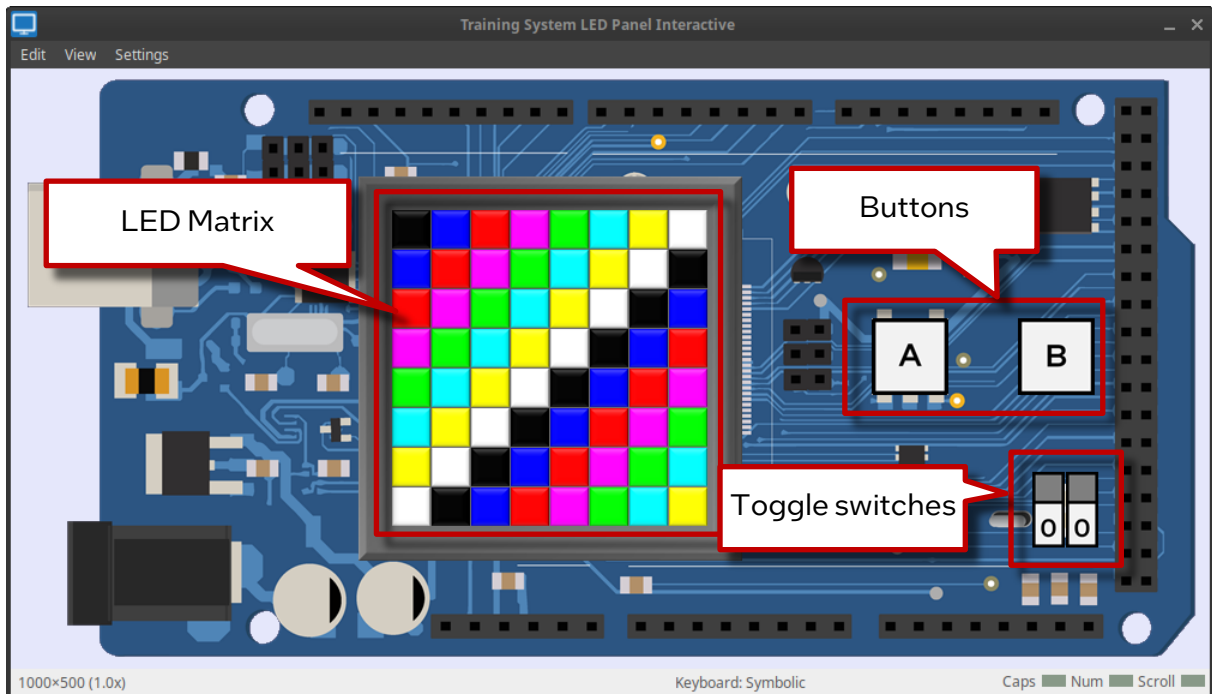 Training System LED Panel Interactive
Edit View Settings
LED Matrix
Buttons
A B
Toggle switches
0 0
1000×500 (1.0x) Keyboard: Symbolic Caps Num Scroll